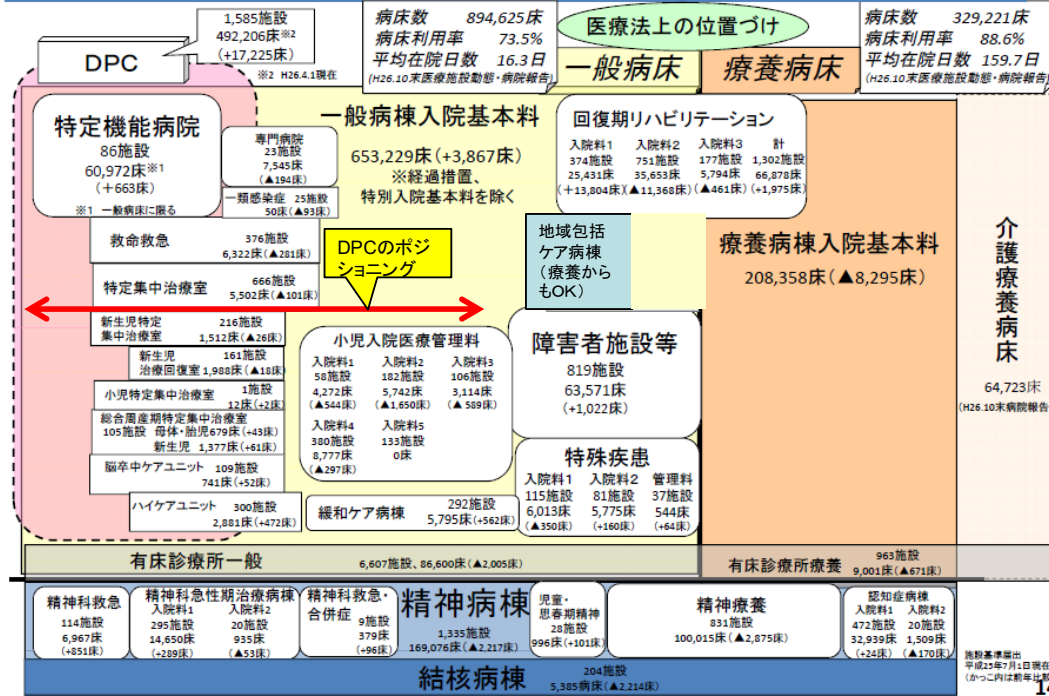 DPC
1,585施設
492,206床※2
(+17,225床)
※2 H26.4.1現在
病床数 894,625床
病床利用率 73.5%
平均在院日数 16.3日
(H26.10末医療施設動態・病院報告)
医療法上の位置づけ
病床数 329,221床
病床利用率 88.6%
平均在院日数 159.7日
(H26.10末医療施設動態・病院報告)
一般病床
療養病床
特定機能病院
86施設
60,972床※1
(+663床)
※1 一般病床に限る
専門病院
23施設
7,545床
(▲194床)
一類感染症 25施設
50床(▲93床)
一般病棟入院基本料
653,229床(+3,867床)
※経過措置、
特別入院基本料を除く
回復期リハビリテーション
入院料1 入院料2 入院料3 計
374施設 751施設 177施設 1,302施設
25,431床 35,653床 5,794床 66,878床
(+13,804床)(▲11,368床)(▲461床) (+1,975床)
救命救急 376施設
6,322床(▲281床)
特定集中治療室 666施設
5,502床(▲101床)
DPCのポジ
ショニング
地域包括
ケア病棟
(療養から
もOK)
療養病棟入院基本料
208,358床(▲8,295床)
介護療養病床
64,723床
(H26.10末病院報告)
新生児特定 216施設
集中治療室 1,512床(▲26床)
新生児 161施設
治療回復室 1,988床(▲18床)
小児特定集中治療室 1施設
12床(+2床)
総合周産期特定集中治療室
105施設 母体・胎児679床(+43床)
新生児 1,377床(+61床)
脳卒中ケアユニット 109施設
741床(+52床)
ハイケアユニット 300施設
2,881床(+472床)
小児入院医療管理料
入院料1 入院料2 入院料3
58施設 182施設 106施設
4,272床 5,742床 3,114床
(▲544床) (▲1,650床) (▲ 589床)
入院料4 入院料5
380施設 133施設
8,777床 0床
(▲297床)
緩和ケア病棟 292施設
5,795床(+562床)
障害者施設等
819施設
63,571床
(+1,022床)
特殊疾患
入院料1 入院料2 管理料
115施設 81施設 37施設
6,013床 5,775床 544床
(▲350床) (+160床) (+64床)
有床診療所一般 6,607施設、86,600床(▲2,005床)
有床診療所療養 963施設
9,001床(▲671床)
精神科救急
114施設
6,967床
(+851床)
精神科急性期治療病棟
入院料1 入院料2
295施設 20施設
14,650床 935床
(+289床) (▲53床)
精神科救急・
合併症 9施設
379床
(+96床)
精神病棟
1,335施設
169,076床(▲2,217床)
児童・
思春期精神
28施設
996床(+101床)
精神療養
831施設
100,015床(▲2,875床)
認知症病棟
入院料1 入院料2
472施設 20施設
32,939床 1,509床
(+24床) (▲170床)
結核病棟 204施設
5,385床(▲2,214床)
施設基準届出
平成25年7月1日現在
(かっこ内は前年比較
14